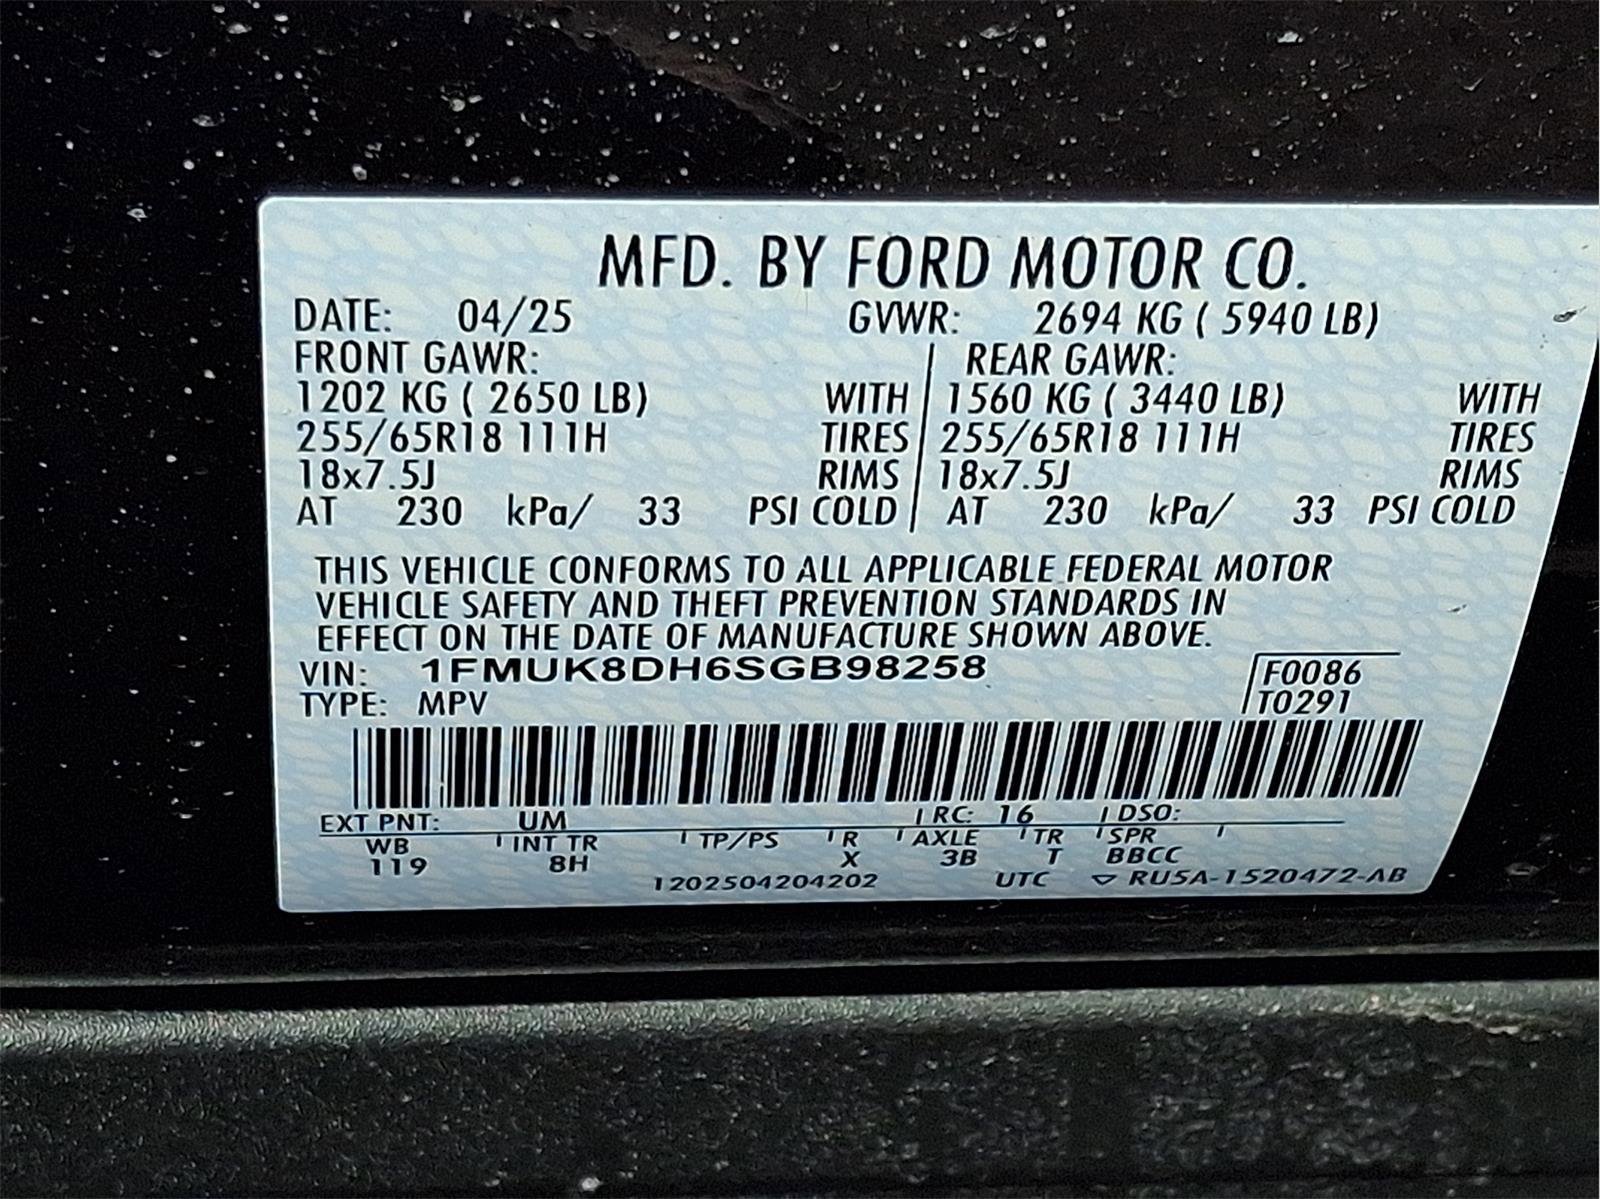 MFD. BY FORD MOTOR CO.
DATE: 04/25 GVWR: 2694 KG ( 5940 LB)
FRONT GAWR: REAR GAWR:
1202 KG ( 2650 LB) WITH 1560 KG ( 3440 LB) WITH
255/65R18 111H TIRES 255/65R18 111H TIRES
18x7.5J RIMS 18x7.5J RIMS
AT 230 kPa/ 33 PSI COLD AT 230 kPa/ 33 PSI COLD
THIS VEHICLE CONFORMS TO ALL APPLICABLE FEDERAL MOTOR
VEHICLE SAFETY AND THEFT PREVENTION STANDARDS IN
EFFECT ON THE DATE OF MANUFACTURE SHOWN ABOVE.
VIN: 1FMUK8DH6SGB98258 F0086
TYPE: MPV T0291
EXT PNT: UM RC: 16 DSO:
WB INT TR TP/PS R AXLE TR SPR
119 8H X 3B T BBCC
1202504204202 UTC ▽ RU5A-1520472-AB